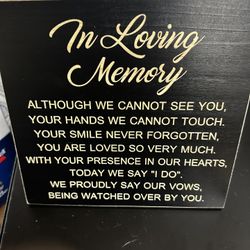 In Loving
Memory
ALTHOUGH WE CANNOT SEE YOU,
YOUR HANDS WE CANNOT TOUCH.
YOUR SMILE NEVER FORGOTTEN,
YOU ARE LOVED SO VERY MUCH.
WITH YOUR PRESENCE IN OUR HEARTS,
TODAY WE SAY "I DO".
WE PROUDLY SAY OUR VOWS,
BEING WATCHED OVER BY YOU.